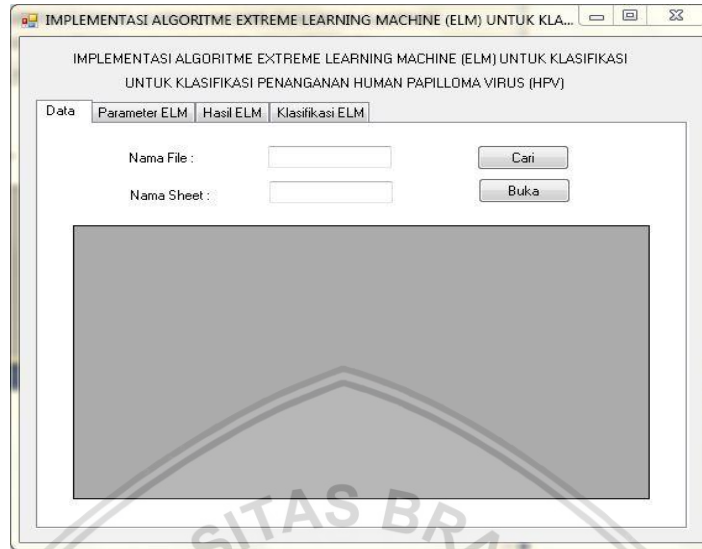 IMPLEMENTASI ALGORITME EXTREME LEARNING MACHINE (ELM) UNTUK KLA...
IMPLEMENTASI ALGORITME EXTREME LEARNING MACHINE (ELM) UNTUK KLASIFIKASI
UNTUK KLASIFIKASI PENANGANAN HUMAN PAPILLOMA VIRUS (HPV)
Data Parameter ELM Hasil ELM Klasifikasi ELM
Nama File : Cari
Nama Sheet : Buka
SITAS BRA